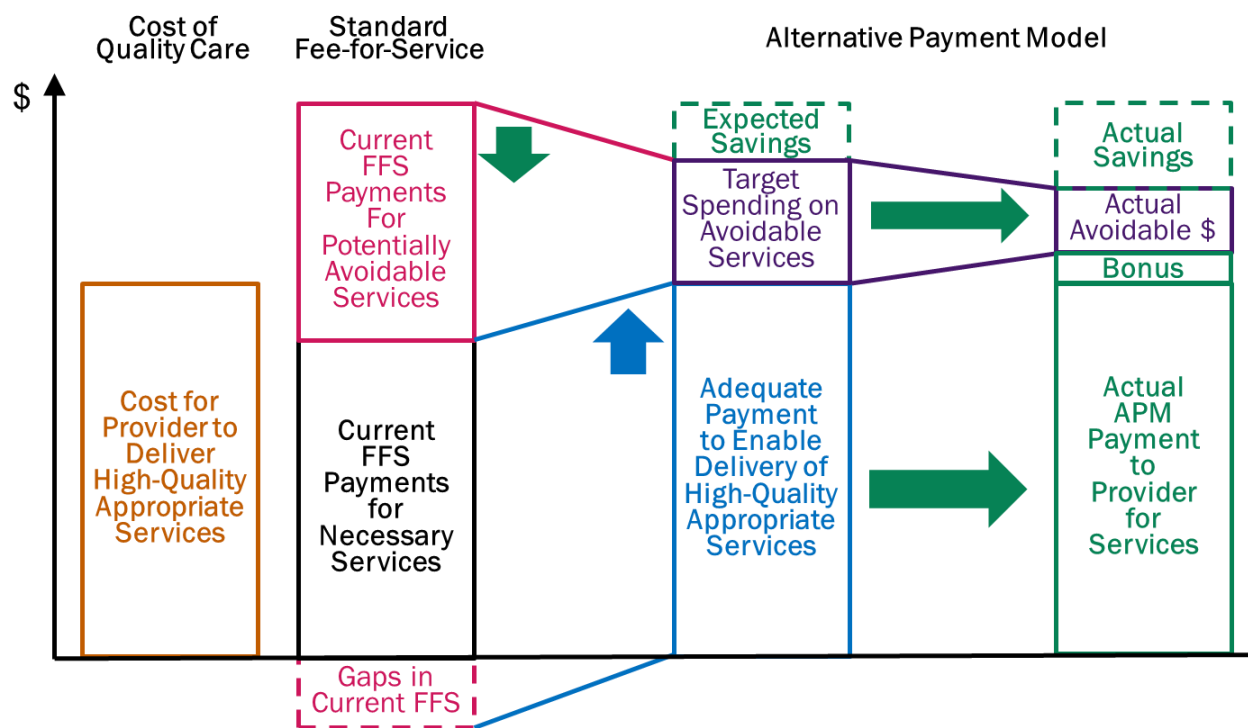 Cost of
Quality Care
Standard
Fee-for-Service
Alternative Payment Model
$
Cost for
Provider to
Deliver
High-Quality
Appropriate
Services
Current
FFS
Payments
For
Potentially
Avoidable
Services
Current
FFS
Payments
for
Necessary
Services
Gaps in
Current FFS
Expected
Savings
Target
Spending on
Avoidable
Services
Adequate
Payment
to Enable
Delivery of
High-Quality
Appropriate
Services
Actual
Savings
Actual
Avoidable $
Bonus
Actual
APM
Payment
to
Provider
for
Services